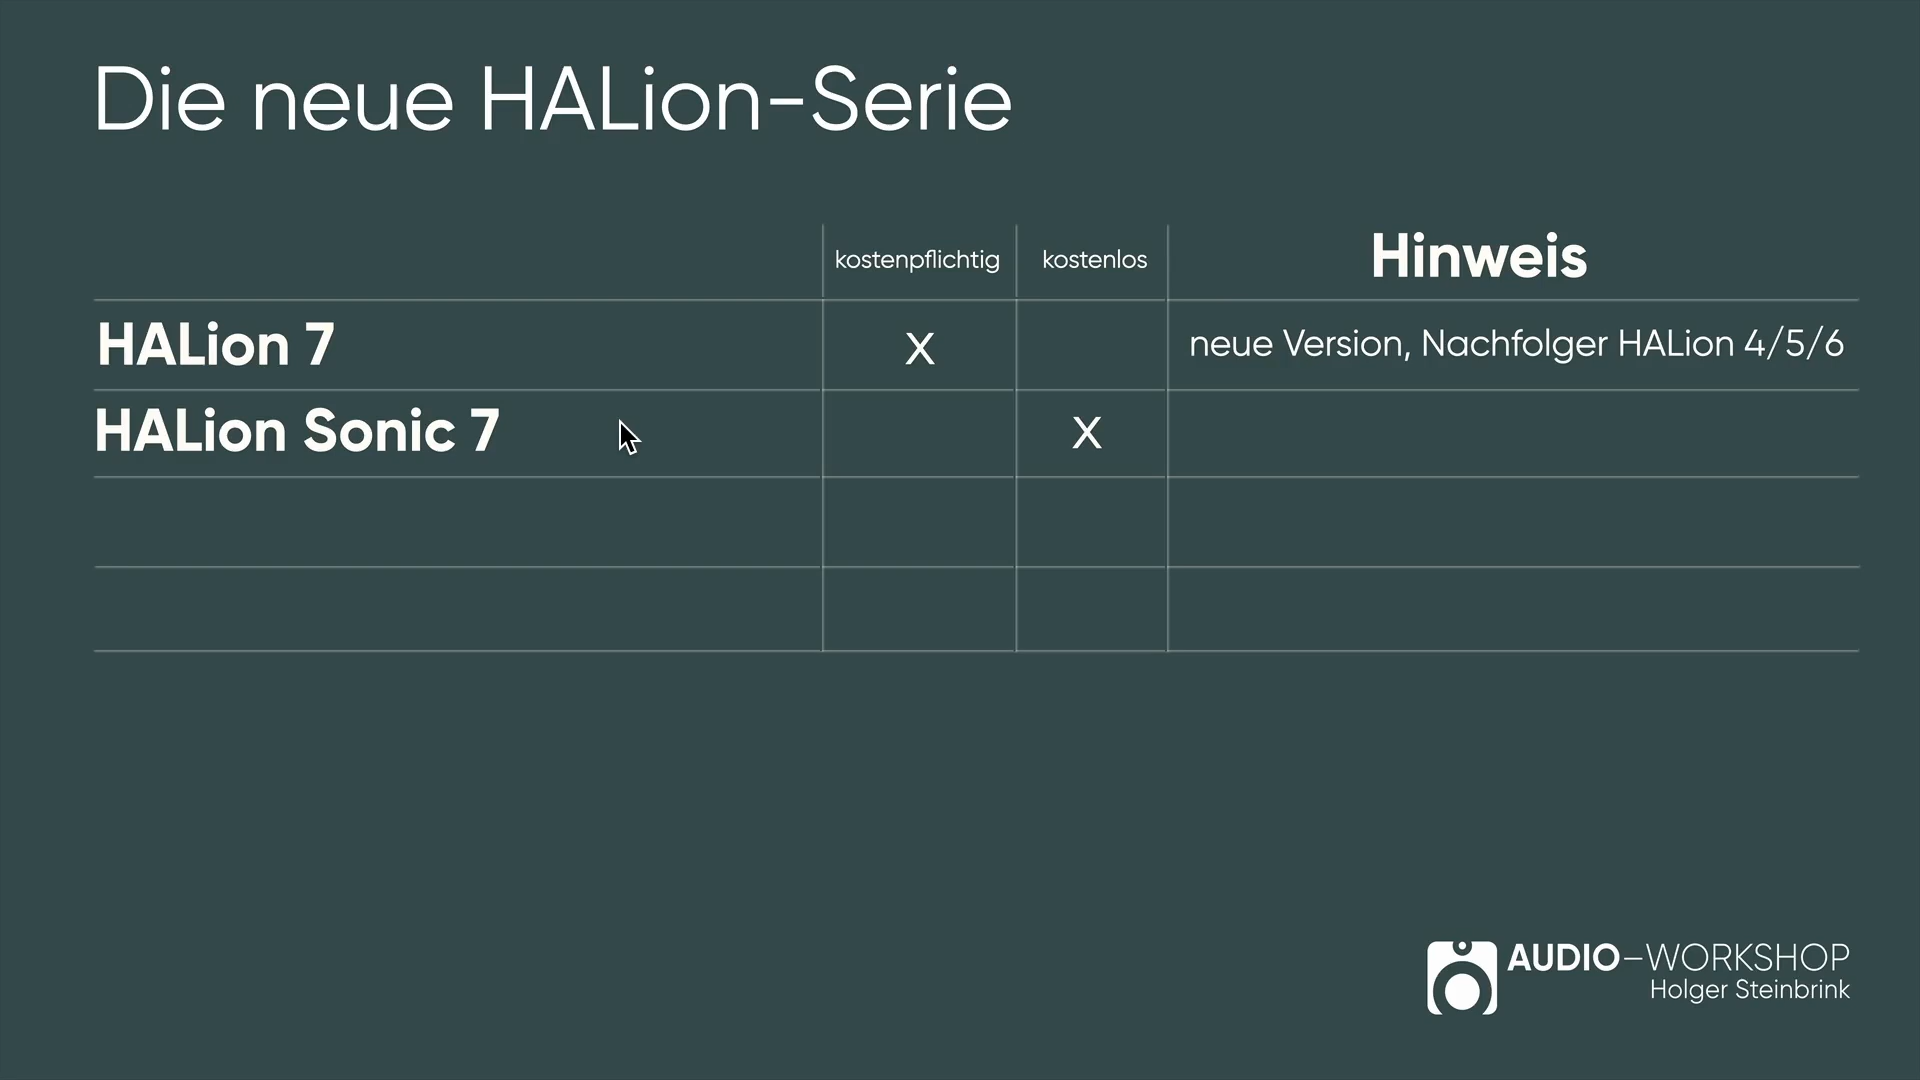 Die neue HALion-Serie
kostenpflichtig kostenlos Hinweis
HALion 7 X neue Version, Nachfolger HALion 4/5/6
HALion Sonic 7 X
AUDIO-WORKSHOP
Holger Steinbrink